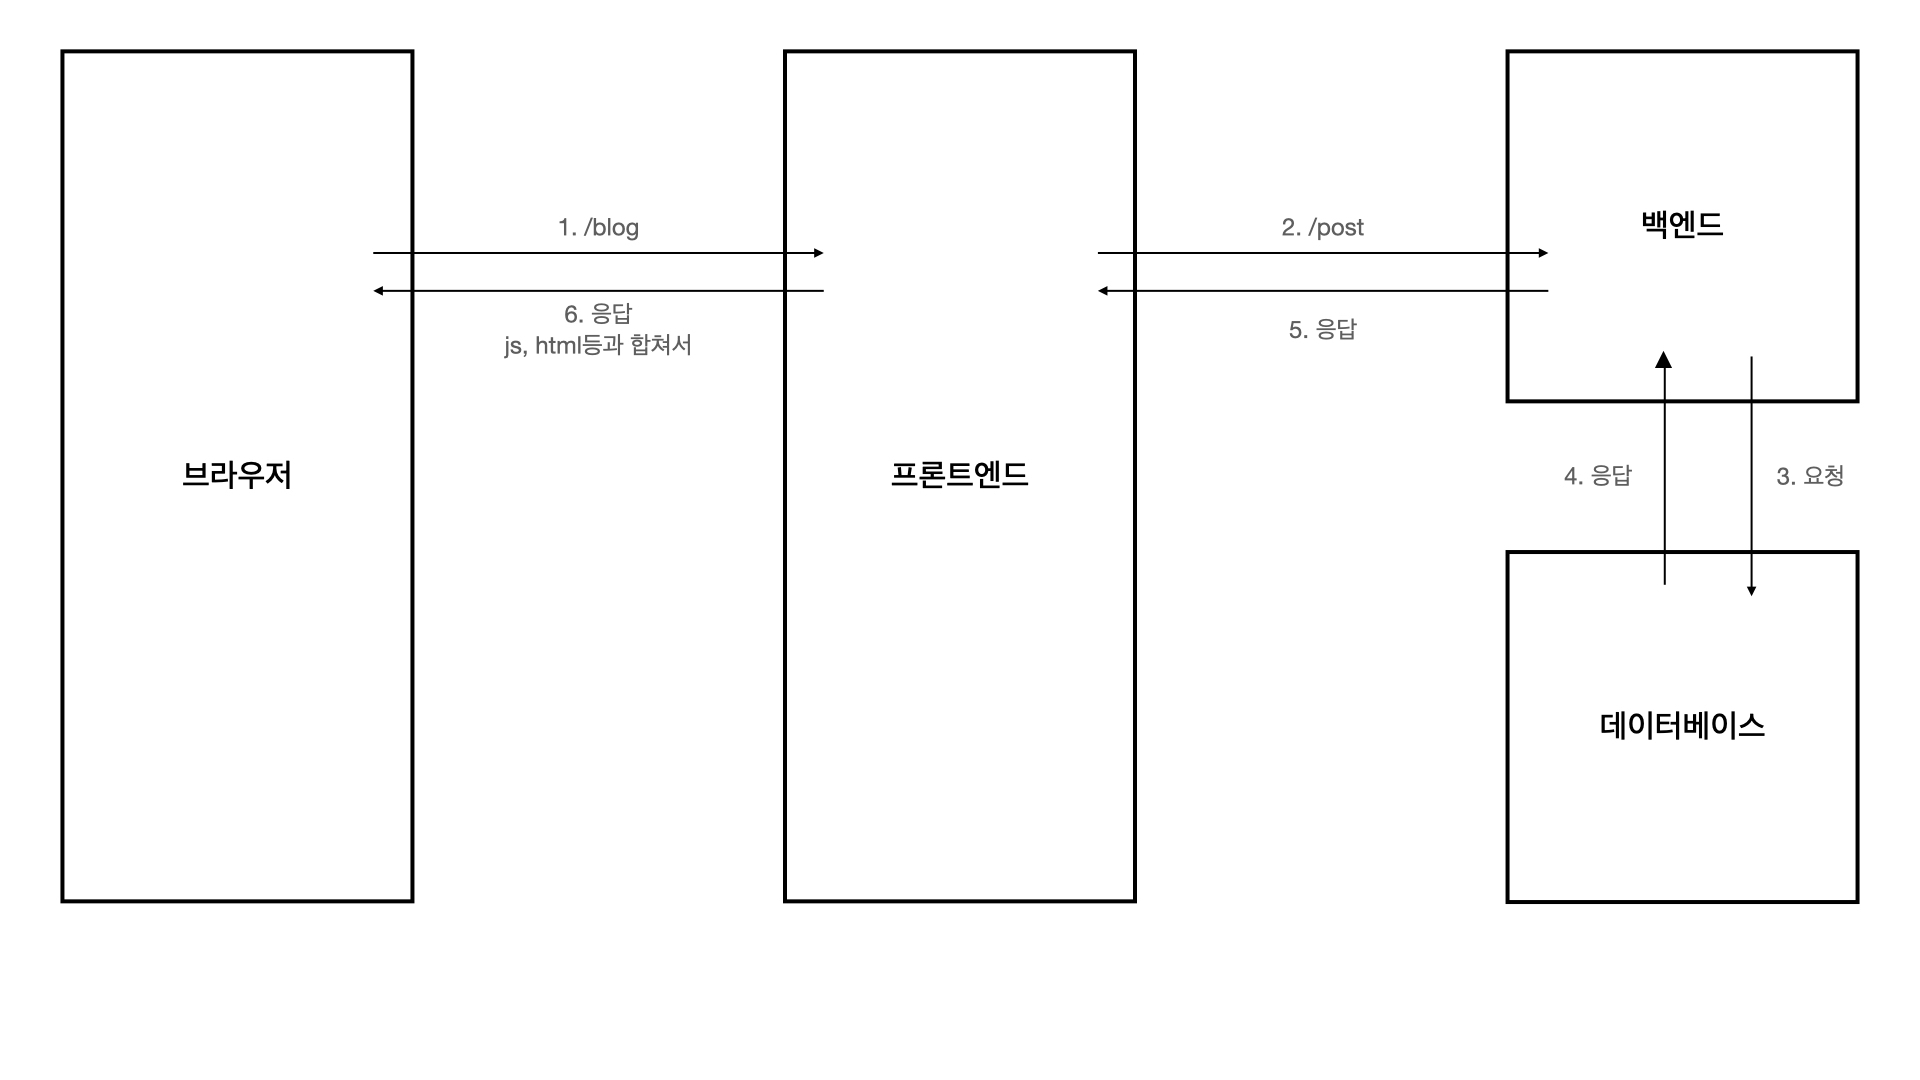 1. /blog
2. /post
백엔드
6. 응답
js, html등과 합쳐서
5. 응답
브라우저
프론트엔드
4. 응답
3. 요청
데이터베이스